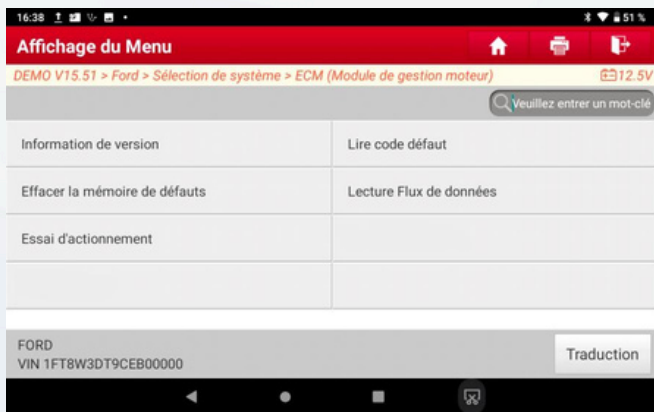 16:38
51 %
Affichage du Menu
DEMO V15.51 > Ford > Sélection de système > ECM (Module de gestion moteur)
12.5V
Veuillez entrer un mot-clé
Information de version
Lire code défaut
Effacer la mémoire de défauts
Lecture Flux de données
Essai d'actionnement
FORD
VIN 1FT8W3DT9CEB00000
Traduction